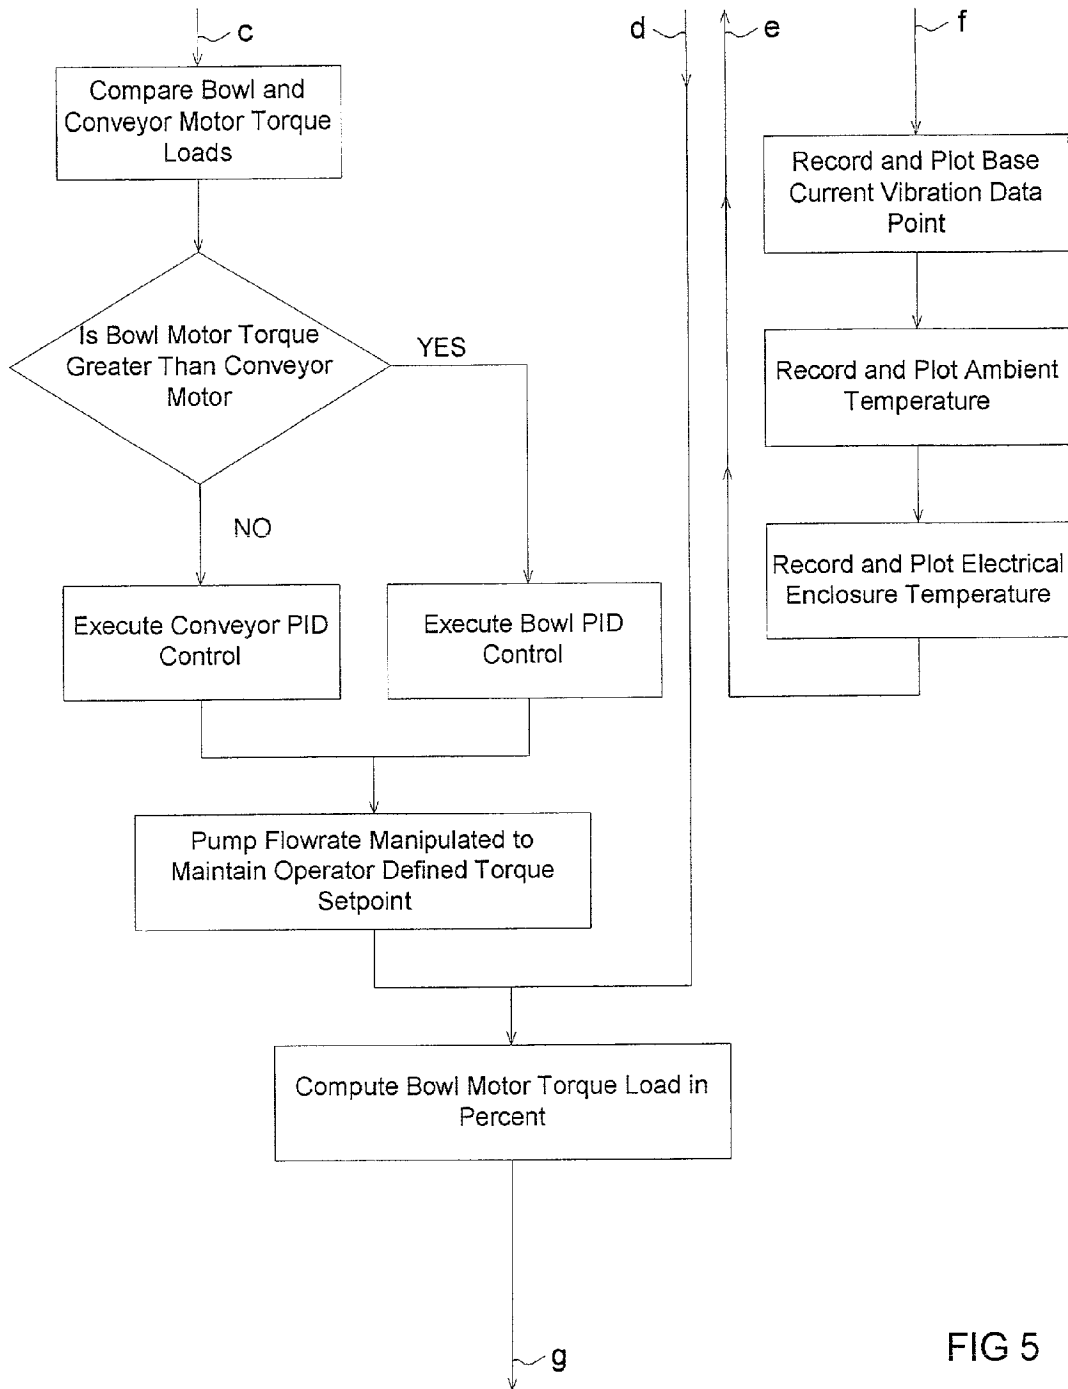 c
d
e
f
Compare Bowl and
Conveyor Motor Torque
Loads
Record and Plot Base
Current Vibration Data
Point
Is Bowl Motor Torque
Greater Than Conveyor
Motor
YES
NO
Record and Plot Ambient
Temperature
Record and Plot Electrical
Enclosure Temperature
Execute Conveyor PID
Control
Execute Bowl PID
Control
Pump Flowrate Manipulated to
Maintain Operator Defined Torque
Setpoint
Compute Bowl Motor Torque Load in
Percent
g
FIG 5